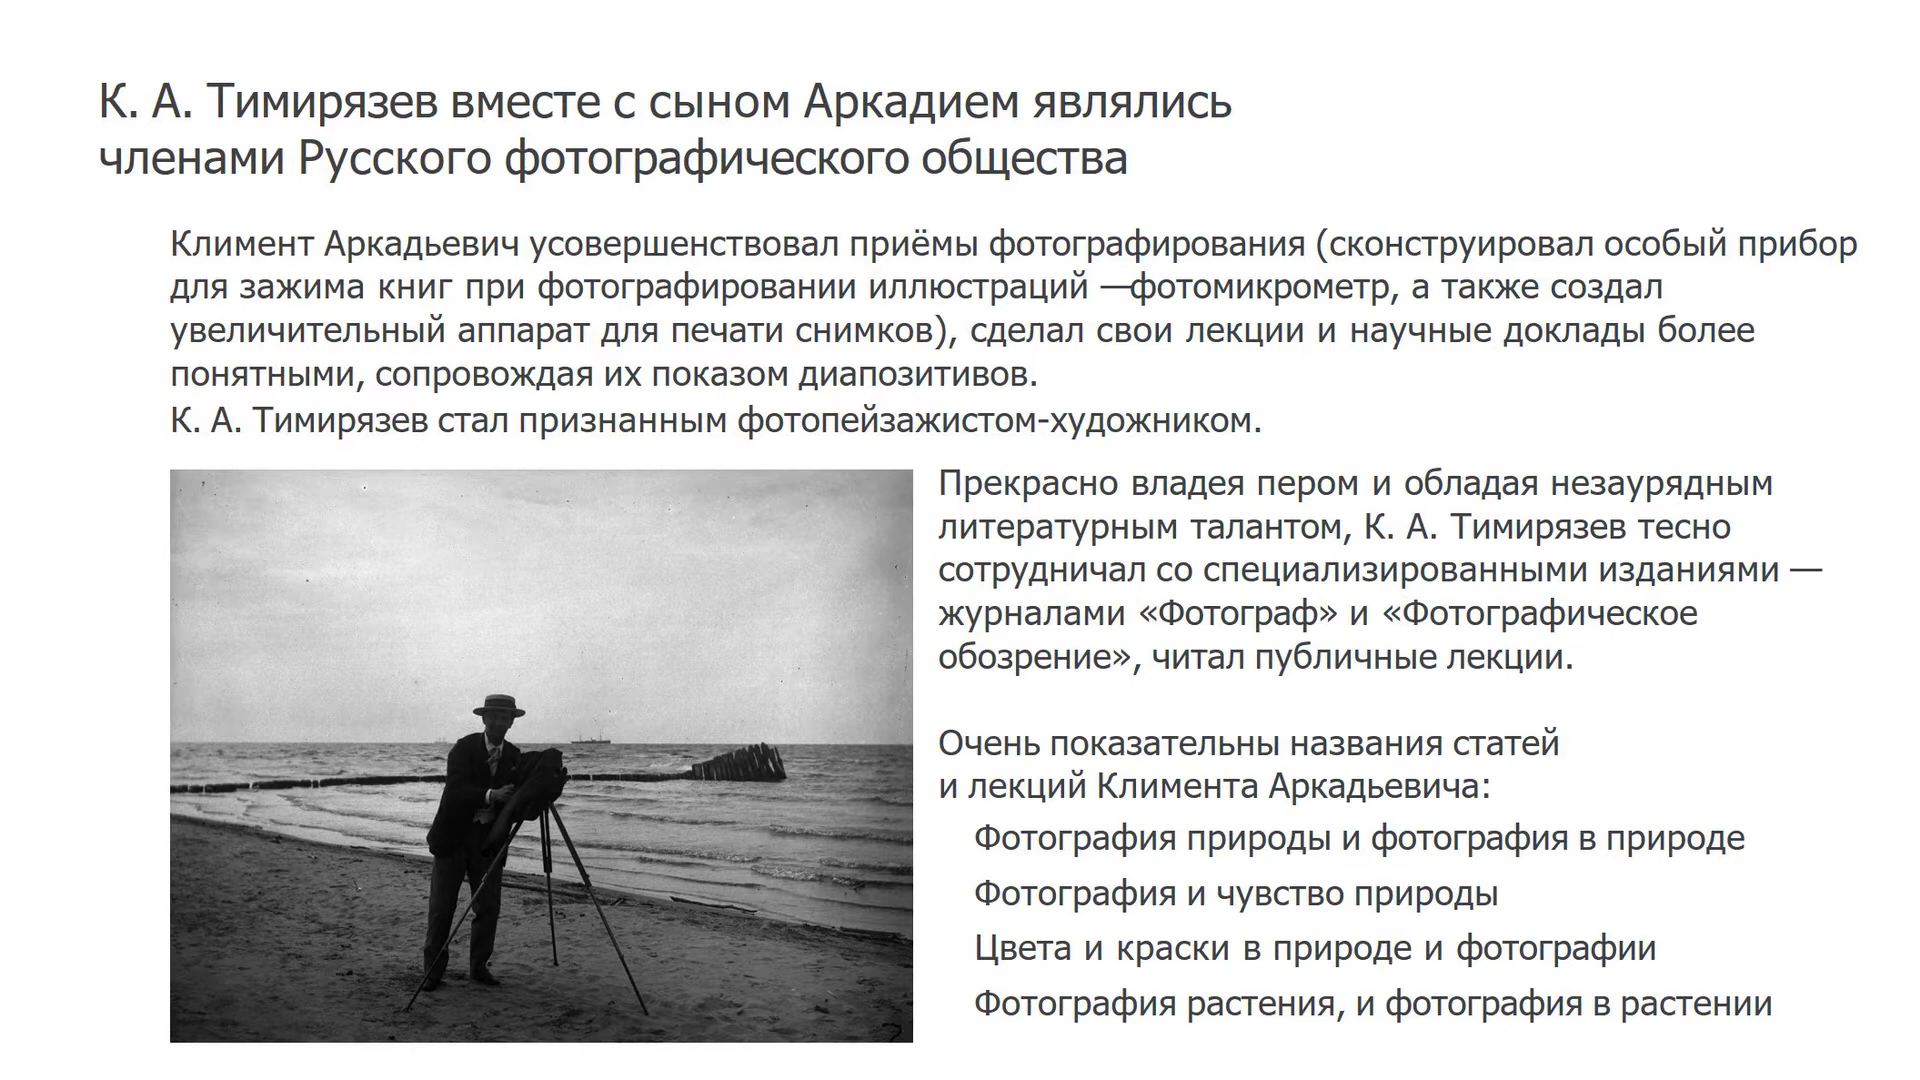 К. А. Тимирязев вместе с сыном Аркадием являлись
членами Русского фотографического общества
Климент Аркадьевич усовершенствовал приёмы фотографирования (сконструировал особый прибор
для зажима книг при фотографировании иллюстраций —фотомикрометр, а также создал
увеличительный аппарат для печати снимков), сделал свои лекции и научные доклады более
понятными, сопровождая их показом диапозитивов.
К. А. Тимирязев стал признанным фотопейзажистом-художником.
Прекрасно владея пером и обладая незаурядным
литературным талантом, К. А. Тимирязев тесно
сотрудничал со специализированными изданиями —
журналами «Фотограф» и «Фотографическое
обозрение», читал публичные лекции.
Очень показательны названия статей
и лекций Климента Аркадьевича:
Фотография природы и фотография в природе
Фотография и чувство природы
Цвета и краски в природе и фотографии
Фотография растения, и фотография в растении